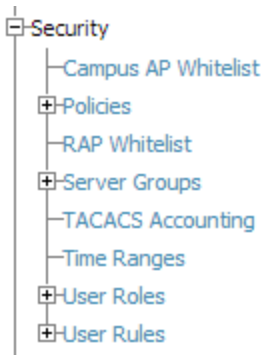 Security
Campus AP Whitelist
Policies
RAP Whitelist
Server Groups
TACACS Accounting
Time Ranges
User Roles
User Rules